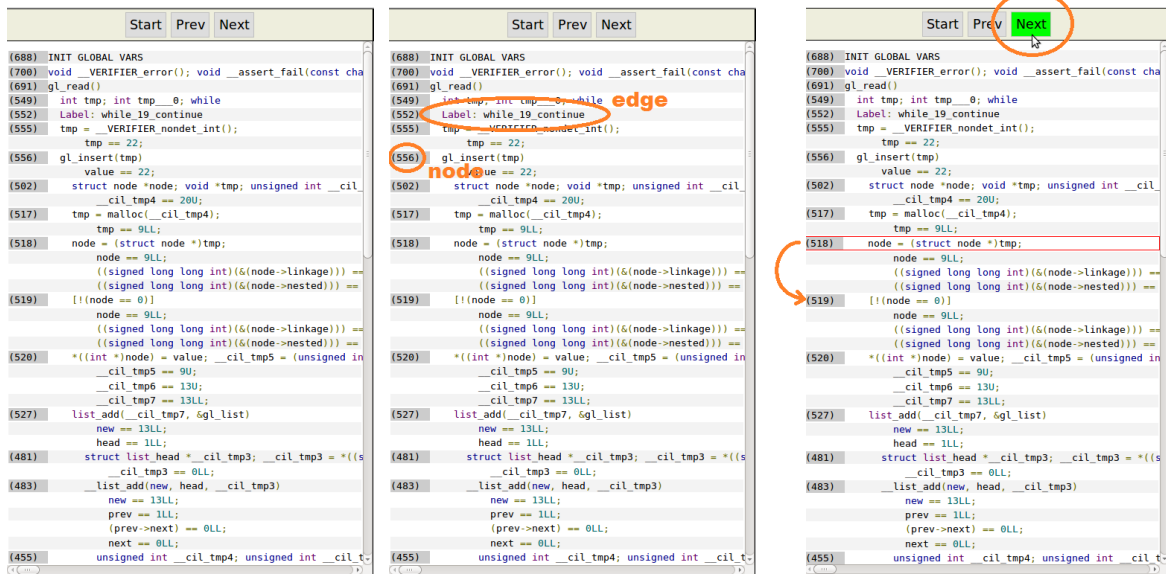 Start Prev Next
(688) INIT GLOBAL VARS
(700) void __VERIFIER_error(); void __assert_fail(const cha
(691) gl_read()
(549) int tmp; int tmp___0; while
(552) Label: while_19_continue
(555) tmp = __VERIFIER_nondet_int();
tmp == 22;
(556) gl_insert(tmp)
value == 22;
(502) struct node *node; void *tmp; unsigned int __cil_
__cil_tmp4 == 20U;
(517) tmp = malloc(__cil_tmp4);
tmp == 9LL;
(518) node = (struct node *)tmp;
node == 9LL;
((signed long long int)(&(node->linkage))) ==
((signed long long int)(&(node->nested))) ==
(519) [!(node == 0)]
node == 9LL;
((signed long long int)(&(node->linkage))) ==
((signed long long int)(&(node->nested))) ==
(520) *((int *)node) = value; __cil_tmp5 = (unsigned in
__cil_tmp5 == 9U;
__cil_tmp6 == 13U;
__cil_tmp7 == 13LL;
(527) list_add(__cil_tmp7, &gl_list)
new == 13LL;
head == 1LL;
(481) struct list_head *__cil_tmp3; __cil_tmp3 = *((s
__cil_tmp3 == 0LL;
(483) __list_add(new, head, __cil_tmp3)
new == 13LL;
prev == 1LL;
(prev->next) == 0LL;
next == 0LL;
(455) unsigned int __cil_tmp4; unsigned int __cil_t
Start Prev Next
(688) INIT GLOBAL VARS
(700) void __VERIFIER_error(); void __assert_fail(const cha
(691) gl_read()
(549) int tmp; int tmp___0; while
edge
(552) Label: while_19_continue
(555) tmp = __VERIFIER_nondet_int();
tmp == 22;
(556) gl_insert(tmp)
node
value == 22;
(502) struct node *node; void *tmp; unsigned int __cil_
__cil_tmp4 == 20U;
(517) tmp = malloc(__cil_tmp4);
tmp == 9LL;
(518) node = (struct node *)tmp;
node == 9LL;
((signed long long int)(&(node->linkage))) ==
((signed long long int)(&(node->nested))) ==
(519) [!(node == 0)]
node == 9LL;
((signed long long int)(&(node->linkage))) ==
((signed long long int)(&(node->nested))) ==
(520) *((int *)node) = value; __cil_tmp5 = (unsigned in
__cil_tmp5 == 9U;
__cil_tmp6 == 13U;
__cil_tmp7 == 13LL;
(527) list_add(__cil_tmp7, &gl_list)
new == 13LL;
head == 1LL;
(481) struct list_head *__cil_tmp3; __cil_tmp3 = *((s
__cil_tmp3 == 0LL;
(483) __list_add(new, head, __cil_tmp3)
new == 13LL;
prev == 1LL;
(prev->next) == 0LL;
next == 0LL;
(455) unsigned int __cil_tmp4; unsigned int __cil_t
Start Prev Next
(688) INIT GLOBAL VARS
(700) void __VERIFIER_error(); void __assert_fail(const cha
(691) gl_read()
(549) int tmp; int tmp___0; while
(552) Label: while_19_continue
(555) tmp = __VERIFIER_nondet_int();
tmp == 22;
(556) gl_insert(tmp)
value == 22;
(502) struct node *node; void *tmp; unsigned int __cil_
__cil_tmp4 == 20U;
(517) tmp = malloc(__cil_tmp4);
tmp == 9LL;
(518) node = (struct node *)tmp;
node == 9LL;
((signed long long int)(&(node->linkage))) ==
((signed long long int)(&(node->nested))) ==
(519) [!(node == 0)]
node == 9LL;
((signed long long int)(&(node->linkage))) ==
((signed long long int)(&(node->nested))) ==
(520) *((int *)node) = value; __cil_tmp5 = (unsigned in
__cil_tmp5 == 9U;
__cil_tmp6 == 13U;
__cil_tmp7 == 13LL;
(527) list_add(__cil_tmp7, &gl_list)
new == 13LL;
head == 1LL;
(481) struct list_head *__cil_tmp3; __cil_tmp3 = *((s
__cil_tmp3 == 0LL;
(483) __list_add(new, head, __cil_tmp3)
new == 13LL;
prev == 1LL;
(prev->next) == 0LL;
next == 0LL;
(455) unsigned int __cil_tmp4; unsigned int __cil_t